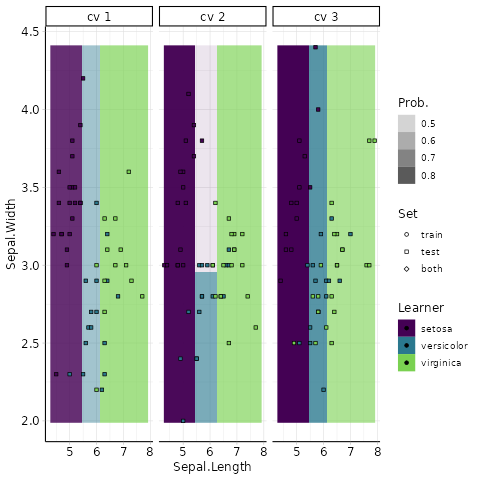 cv 1 cv 2 cv 3
4.5
4.0
3.5
3.0
2.5
2.0
Sepal.Width
5 6 7 8 5 6 7 8 5 6 7 8
Sepal.Length
Prob.
0.5
0.6
0.7
0.8
Set
train
test
both
Learner
setosa
versicolor
virginica